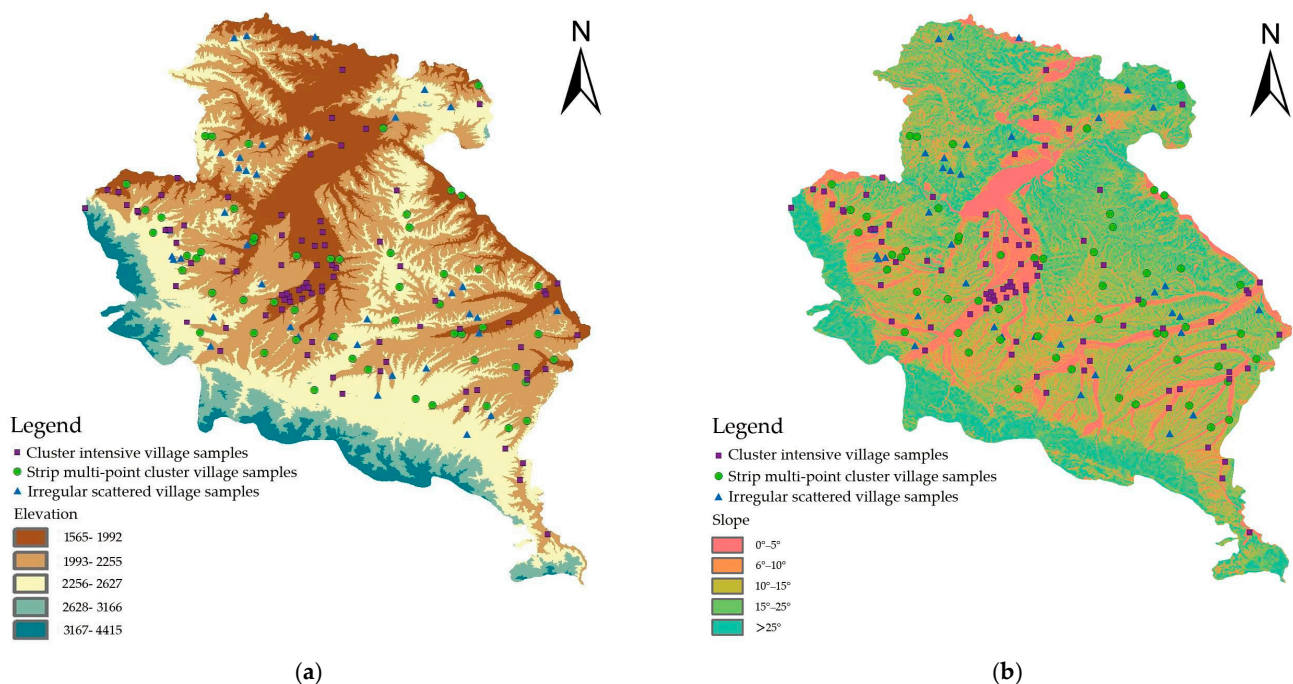 N
Legend
Cluster intensive village samples
Strip multi-point cluster village samples
Irregular scattered village samples
Elevation
1565- 1992
1993- 2255
2256- 2627
2628- 3166
3167- 4415
(a)
N
Legend
Cluster intensive village samples
Strip multi-point cluster village samples
Irregular scattered village samples
Slope
0°–5°
6°–10°
10°–15°
15°–25°
>25°
(b)